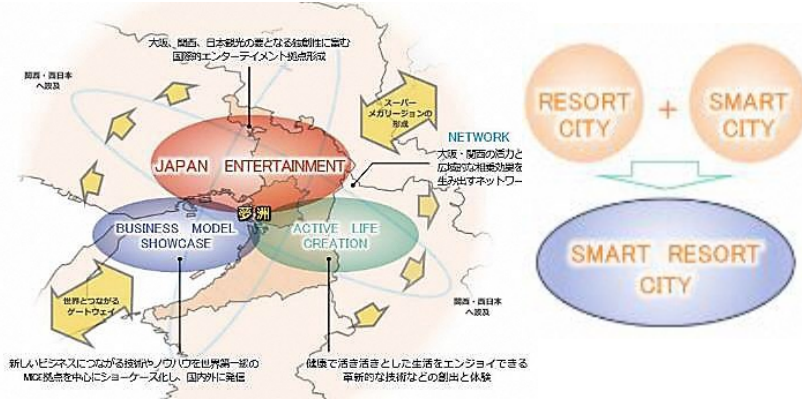 大阪、関西、日本観光の要となる独創性に富む
国際的エンターテイメント拠点形成
関西・西日本
へ波及
スーパー
メガリージョンの
形成
NETWORK
大阪・関西の活力と
広域的な相乗効果を
生み出すネットワー
JAPAN ENTERTAINMENT
夢洲
BUSINESS MODEL
SHOWCASE
ACTIVE LIFE
CREATION
世界とつながる
ゲートウェイ
関西・西日本
へ波及
新しいビジネスにつながる技術やノウハウを世界第一級の
MICE拠点を中心にショーケース化し、国内外に発信
健康で活き活きとした生活をエンジョイできる
革新的な技術などの創出と体験
RESORT
CITY
+
SMART
CITY
SMART RESORT
CITY